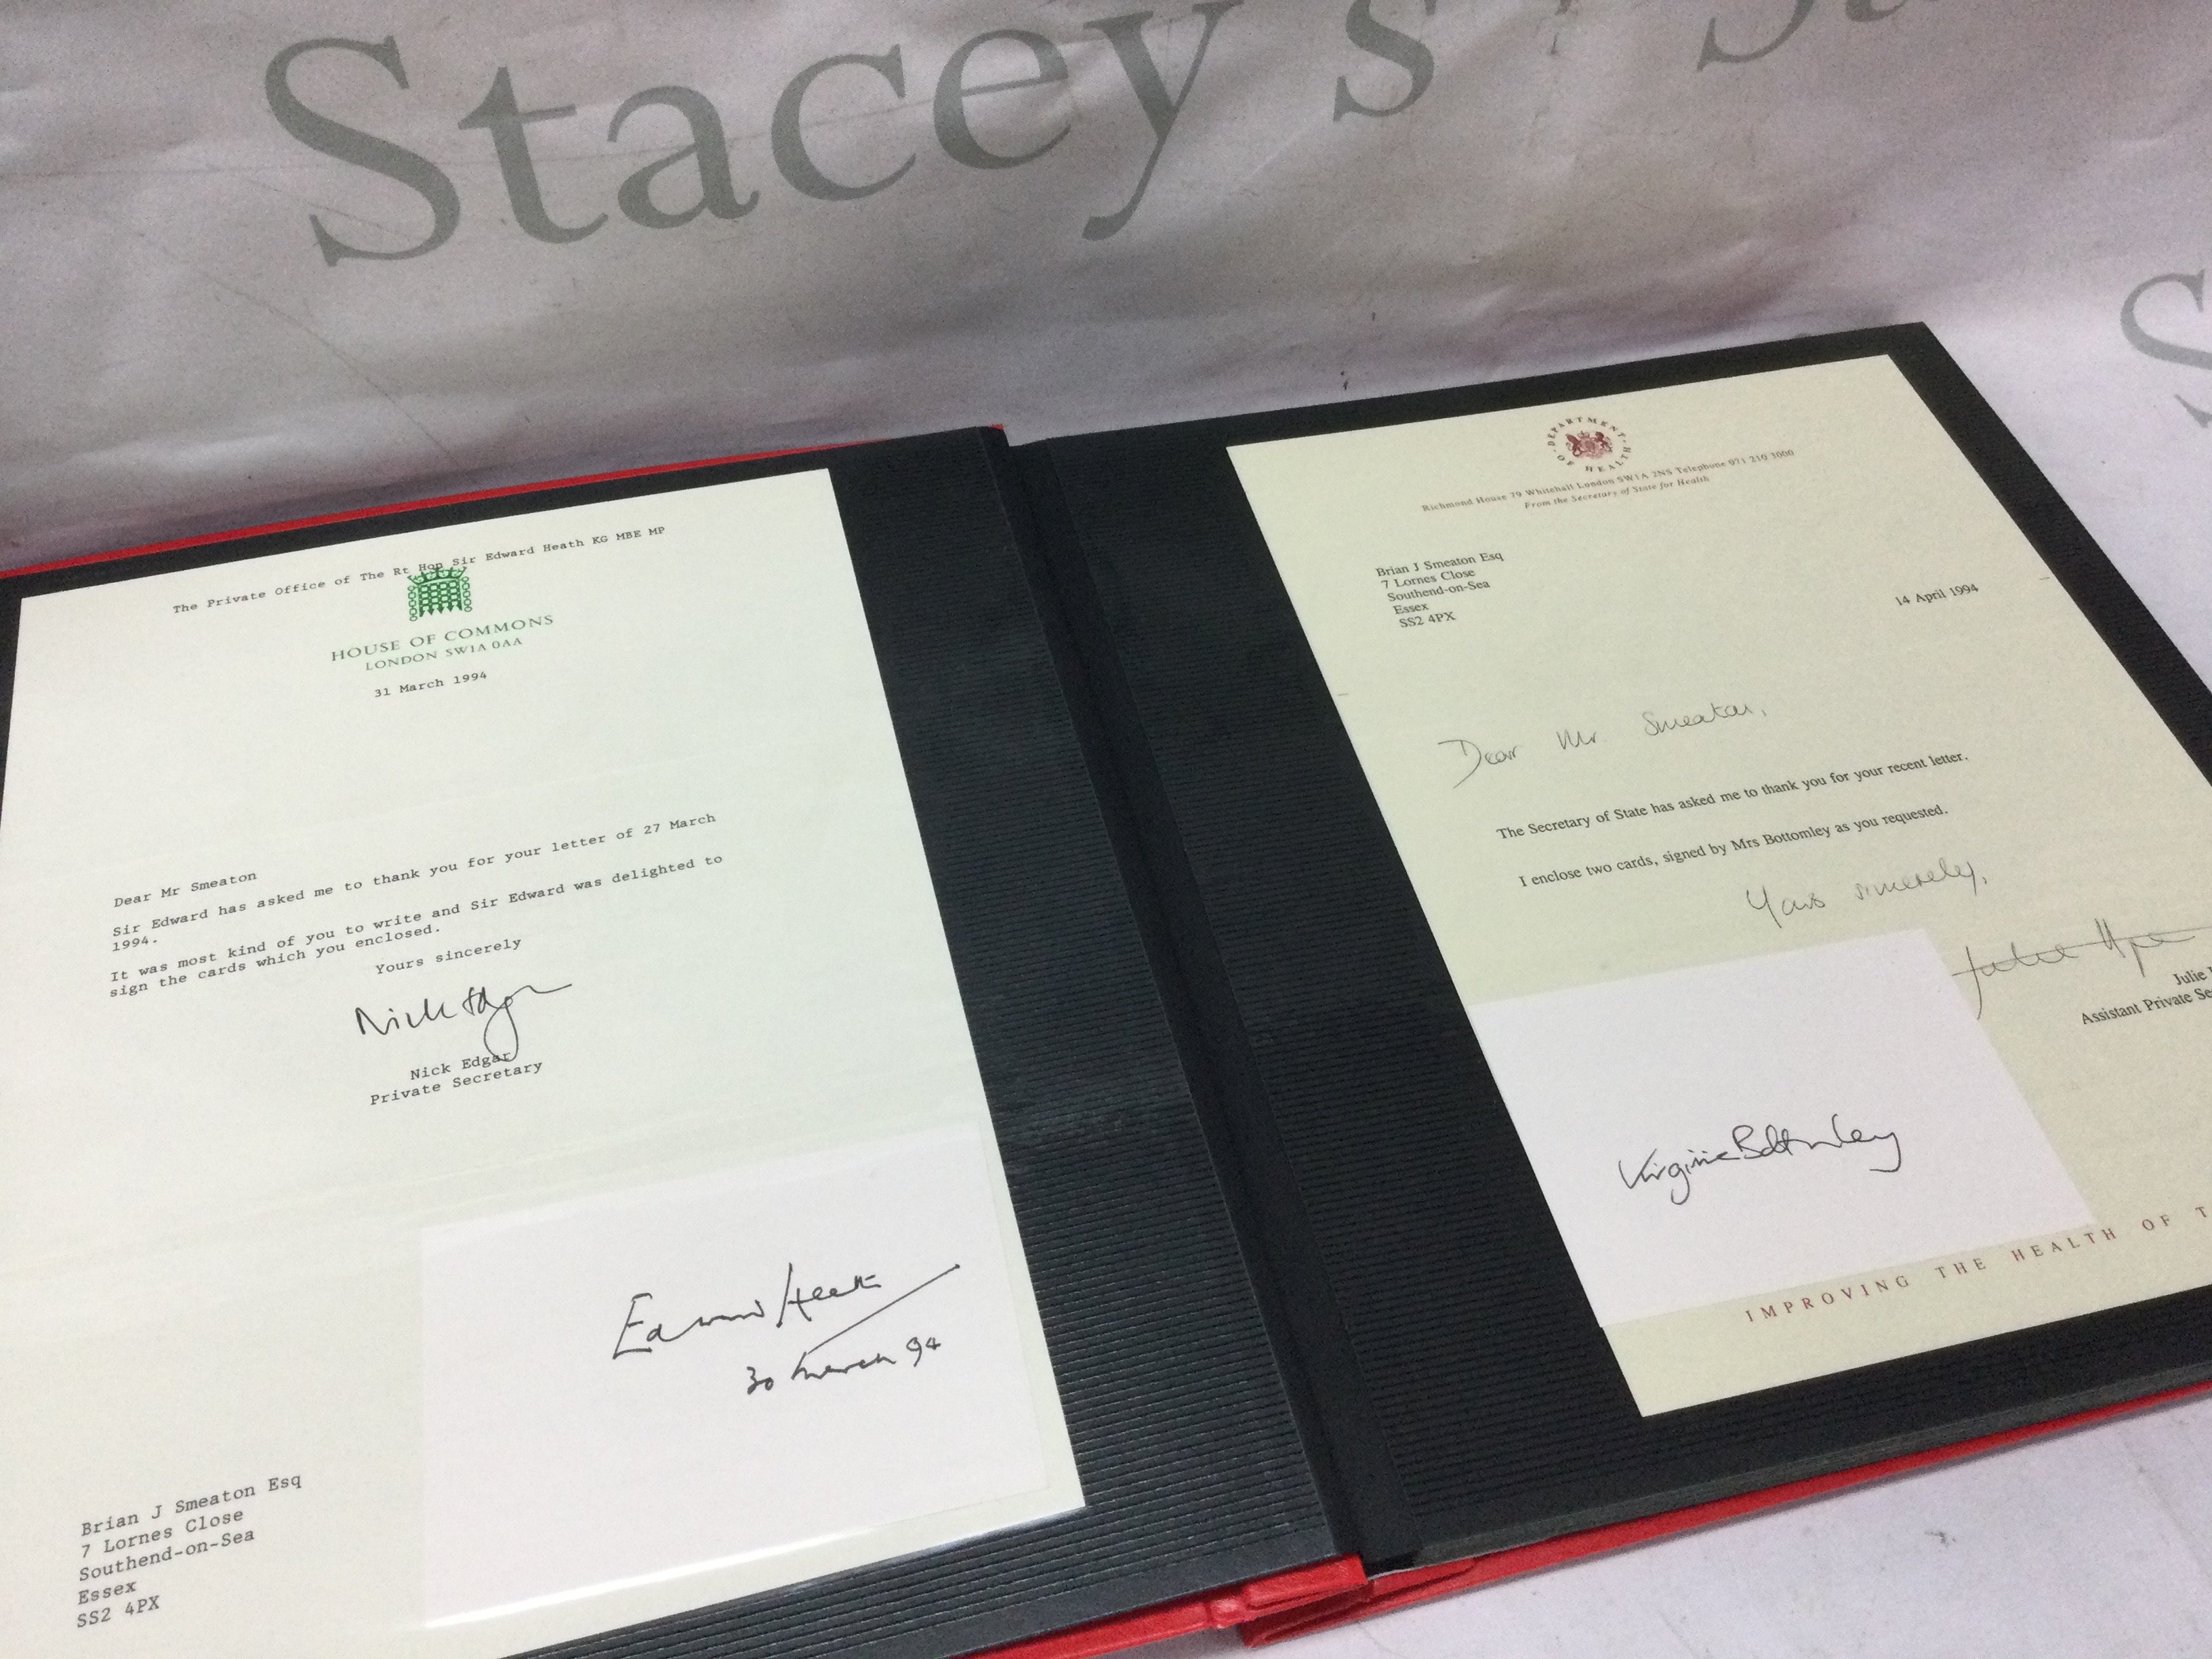 Stacey's
The Private Office of The Rt Hon Sir Edward Heath KG MBE MP
HOUSE OF COMMONS
LONDON SW1A 0AA
31 March 1994
Dear Mr Smeaton
Sir Edward has asked me to thank you for your letter of 27 March
1994.
It was most kind of you to write and Sir Edward was delighted to
sign the cards which you enclosed.
Yours sincerely
Nick Edgar
Nick Edgar
Private Secretary
Edward Heath
30 March 94
Brian J Smeaton Esq
7 Lornes Close
Southend-on-Sea
Essex
SS2 4PX
DEPARTMENT OF HEALTH
Richmond House 79 Whitehall London SW1A 2NS Telephone 071 210 3000
From the Secretary of State for Health
Brian J Smeaton Esq
7 Lornes Close
Southend-on-Sea
Essex
SS2 4PX
14 April 1994
Dear Mr Smeaton,
The Secretary of State has asked me to thank you for your recent letter.
I enclose two cards, signed by Mrs Bottomley as you requested.
Yours sincerely,
Julie
Julie
Assistant Private Se
Virginia Bottomley
IMPROVING THE HEALTH OF T